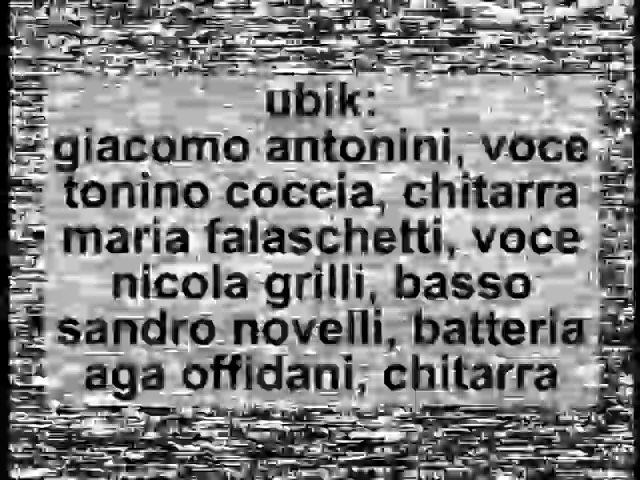 ubik:
giacomo antonini, voce
tonino coccia, chitarra
maria falaschetti, voce
nicola grilli, basso
sandro novelli, batteria
aga offidani, chitarra